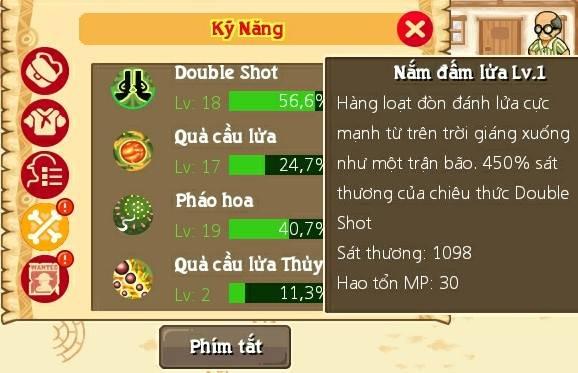 Kỹ Năng
Double Shot
Lv: 18 56,6%
Quả cầu lửa
Lv: 17 24,7%
Pháo hoa
Lv: 19 40,7%
Quả cầu lửa Thủy
Lv: 2 11,3%
WANTED
Phím tắt
Nắm đấm lửa Lv.1
Hàng loạt đòn đánh lửa cực
mạnh từ trên trời giáng xuống
như một trận bão. 450% sát
thương của chiêu thức Double
Shot
Sát thương: 1098
Hao tổn MP: 30